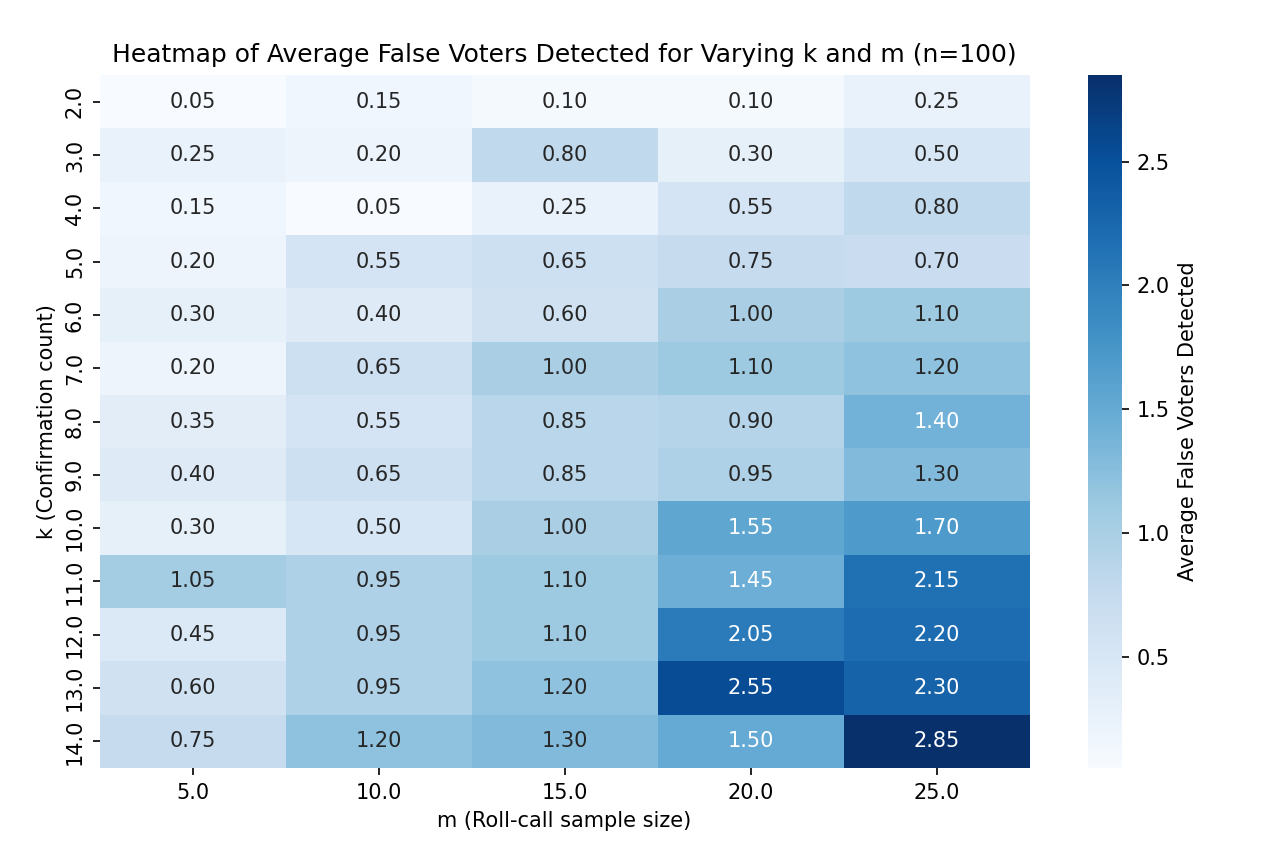 Heatmap of Average False Voters Detected for Varying k and m (n=100)
k (Confirmation count)
2.0 0.05 0.15 0.10 0.10 0.25
3.0 0.25 0.20 0.80 0.30 0.50
4.0 0.15 0.05 0.25 0.55 0.80
5.0 0.20 0.55 0.65 0.75 0.70
6.0 0.30 0.40 0.60 1.00 1.10
7.0 0.20 0.65 1.00 1.10 1.20
8.0 0.35 0.55 0.85 0.90 1.40
9.0 0.40 0.65 0.85 0.95 1.30
10.0 0.30 0.50 1.00 1.55 1.70
11.0 1.05 0.95 1.10 1.45 2.15
12.0 0.45 0.95 1.10 2.05 2.20
13.0 0.60 0.95 1.20 2.55 2.30
14.0 0.75 1.20 1.30 1.50 2.85
5.0 10.0 15.0 20.0 25.0
m (Roll-call sample size)
2.5
2.0
1.5
1.0
0.5
Average False Voters Detected